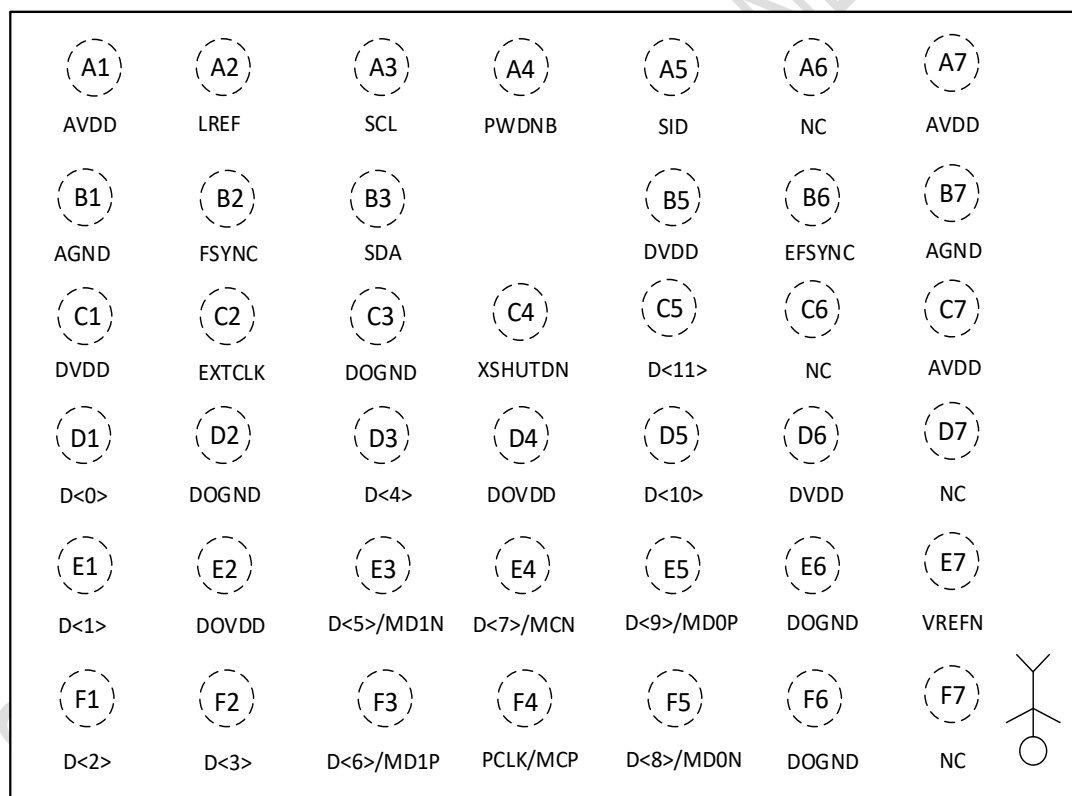 A1 A2 A3 A4 A5 A6 A7
AVDD LREF SCL PWDNB SID NC AVDD
B1 B2 B3 B5 B6 B7
AGND FSYNC SDA DVDD EFSYNC AGND
C1 C2 C3 C4 C5 C6 C7
DVDD EXTCLK DOGND XSHUTDN D<11> NC AVDD
D1 D2 D3 D4 D5 D6 D7
D<0> DOGND D<4> DOVDD D<10> DVDD NC
E1 E2 E3 E4 E5 E6 E7
D<1> DOVDD D<5>/MD1N D<7>/MCN D<9>/MD0P DOGND VREFN
F1 F2 F3 F4 F5 F6 F7
D<2> D<3> D<6>/MD1P PCLK/MCP D<8>/MD0N DOGND NC